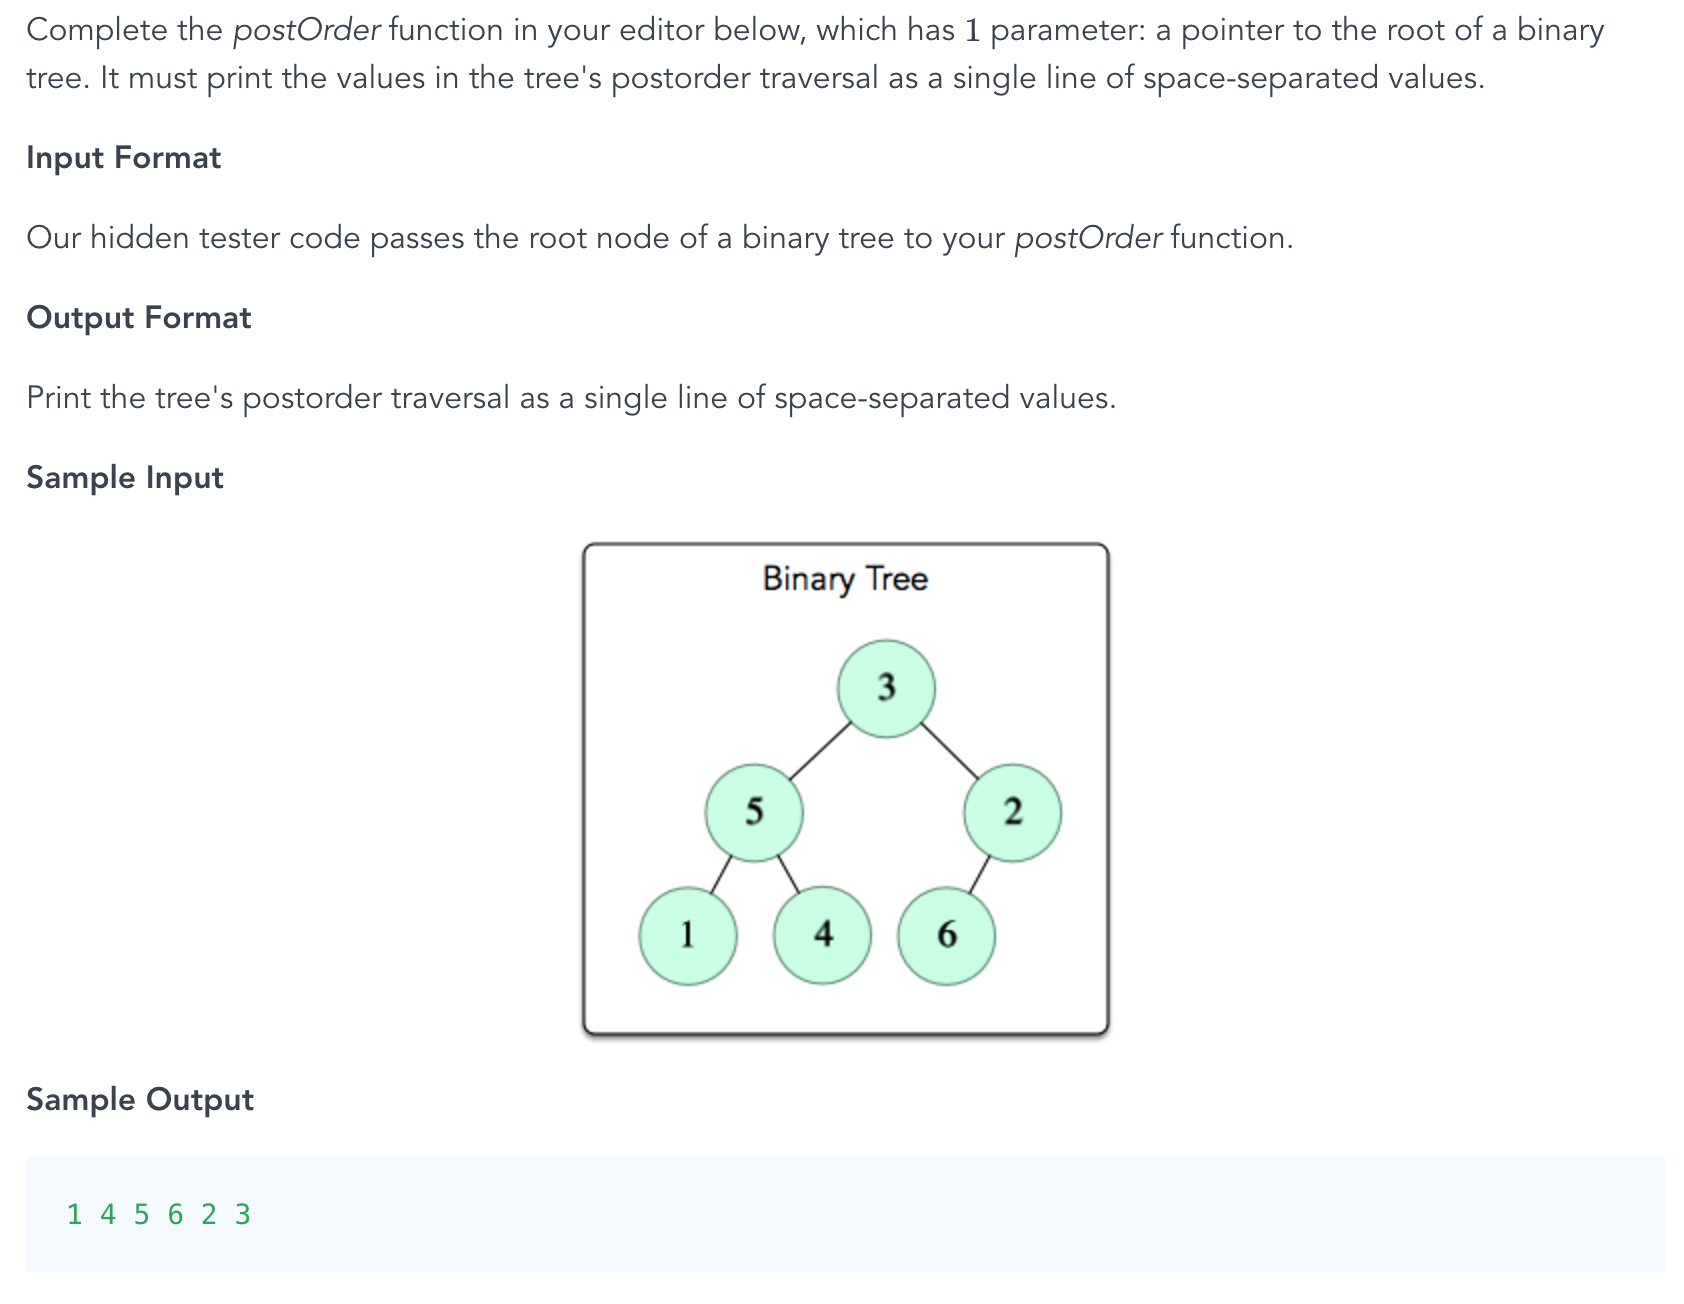 Complete the postOrder function in your editor below, which has 1 parameter: a pointer to the root of a binary
tree. It must print the values in the tree's postorder traversal as a single line of space-separated values.
Input Format
Our hidden tester code passes the root node of a binary tree to your postOrder function.
Output Format
Print the tree's postorder traversal as a single line of space-separated values.
Sample Input
Binary Tree
3
5 2
1 4 6
Sample Output
1 4 5 6 2 3